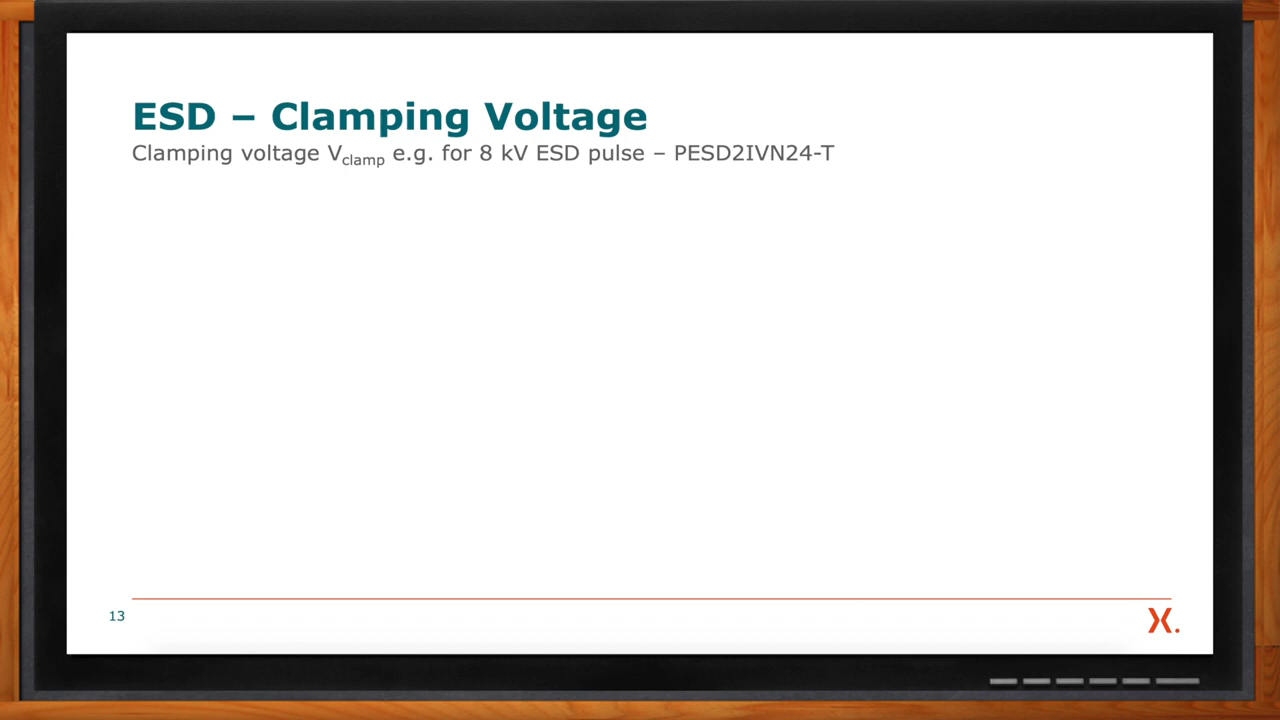 ESD – Clamping Voltage
Clamping voltage Vclamp e.g. for 8 kV ESD pulse – PESD2IVN24-T
13